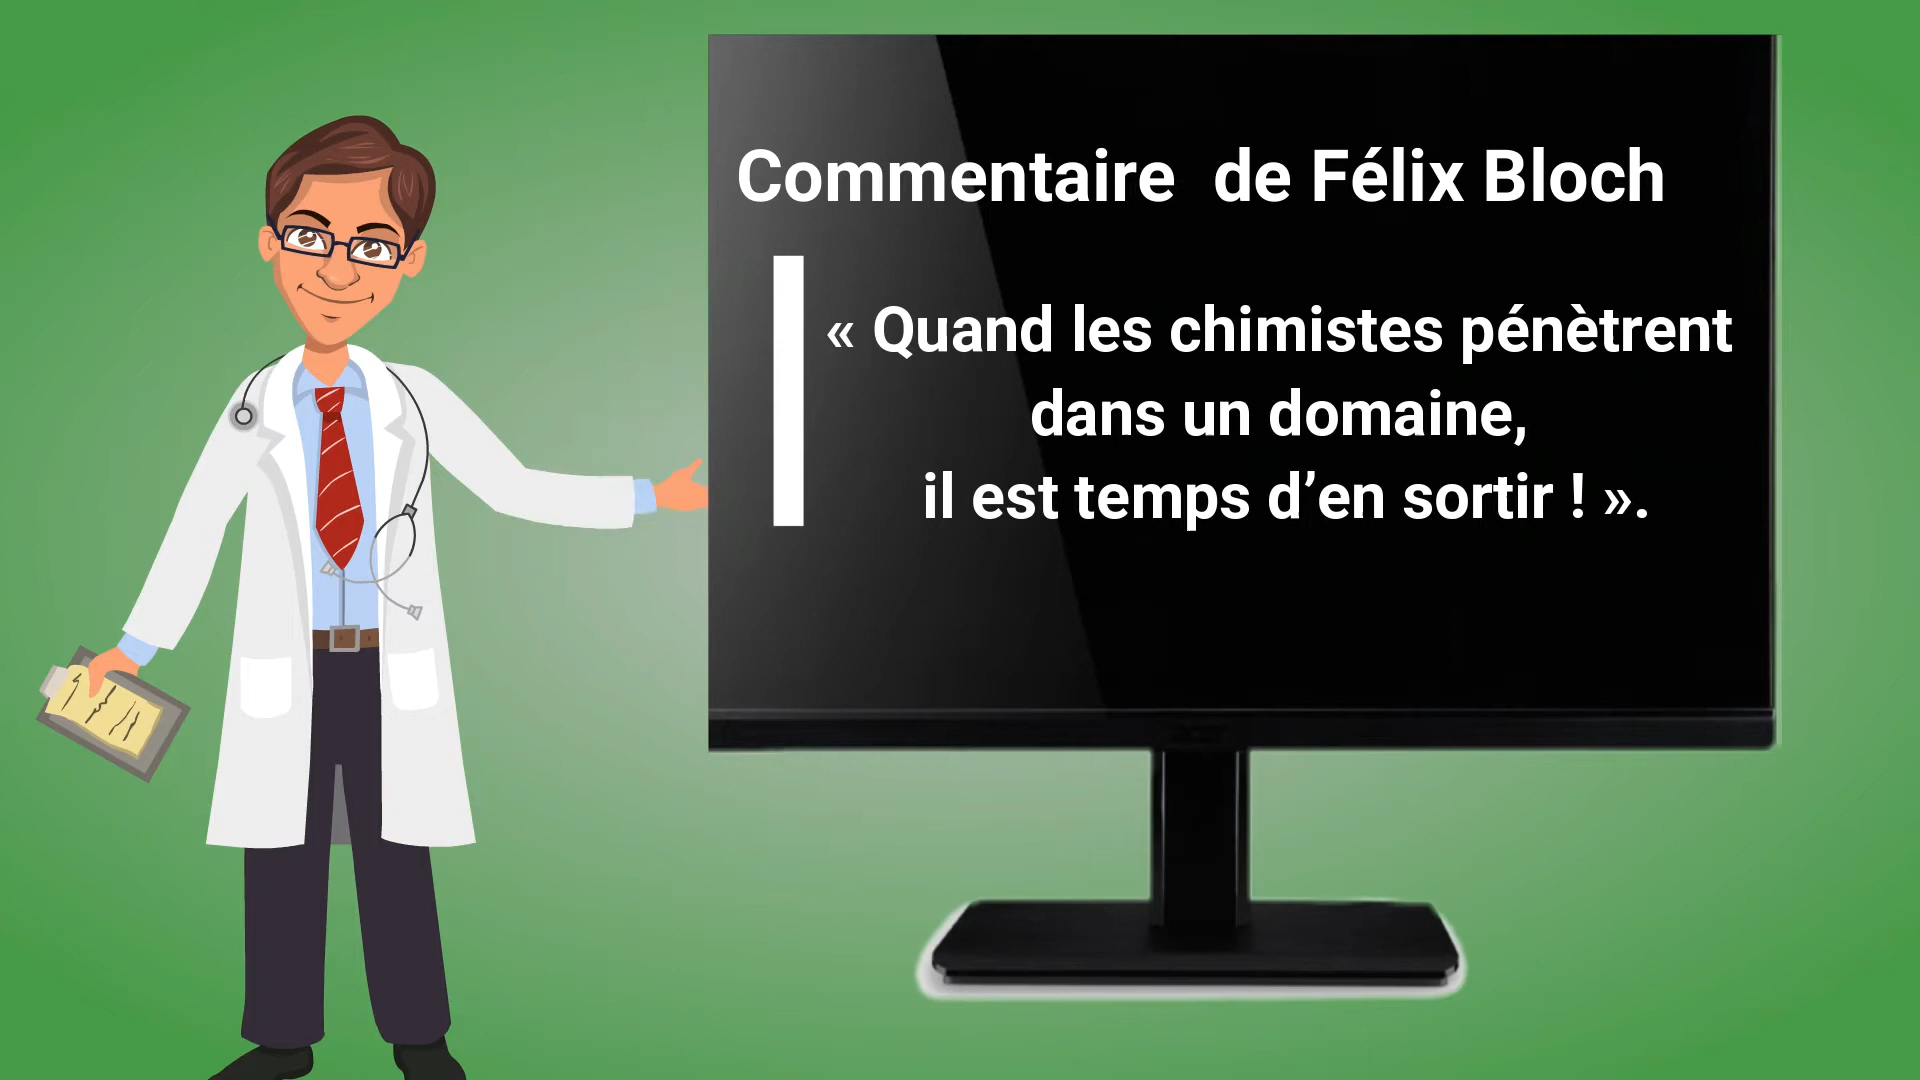 Commentaire  de Félix Bloch
« Quand les chimistes pénètrent
dans un domaine,
il est temps d’en sortir ! ».